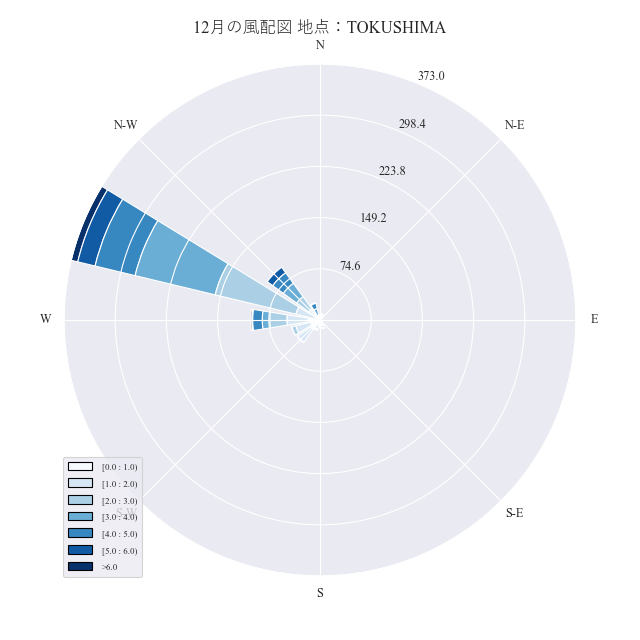 12月の風配図 地点：TOKUSHIMA
N
373.0
N-W
298.4
N-E
223.8
149.2
74.6
W
E
[0.0 : 1.0)
[1.0 : 2.0)
[2.0 : 3.0)
S-W
[3.0 : 4.0)
S-E
[4.0 : 5.0)
[5.0 : 6.0)
>6.0
S